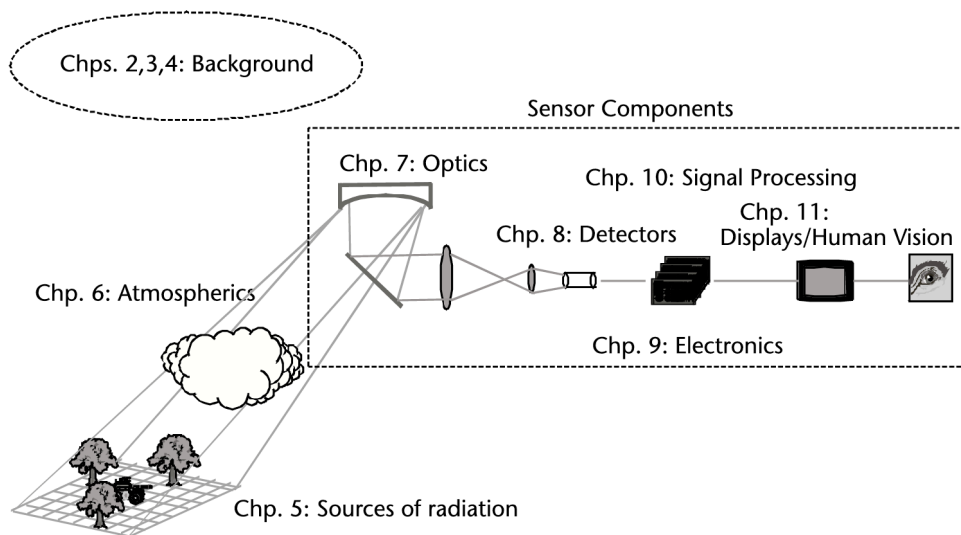 Chps. 2,3,4: Background
Sensor Components
Chp. 7: Optics
Chp. 10: Signal Processing
Chp. 11:
Displays/Human Vision
Chp. 8: Detectors
Chp. 6: Atmospherics
Chp. 9: Electronics
Chp. 5: Sources of radiation